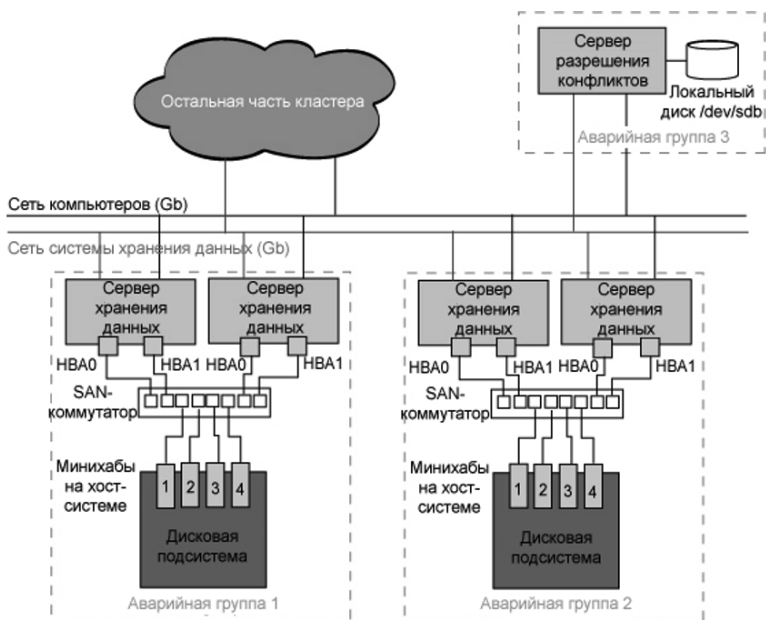 Сервер
разрешения
конфликтов
Локальный
диск /dev/sdb
Аварийная группа 3
Остальная часть кластера
Сеть компьютеров (Gb)
Сеть системы хранения данных (Gb)
Сервер
хранения
данных
Сервер
хранения
данных
HBA0
HBA1
HBA0
HBA1
SAN-
коммутатор
Минихабы
на хост-
системе
1
2
3
4
Дисковая
подсистема
Аварийная группа 1
Сервер
хранения
данных
Сервер
хранения
данных
HBA0
HBA1
HBA0
HBA1
SAN-
коммутатор
Минихабы
на хост-
системе
1
2
3
4
Дисковая
подсистема
Аварийная группа 2